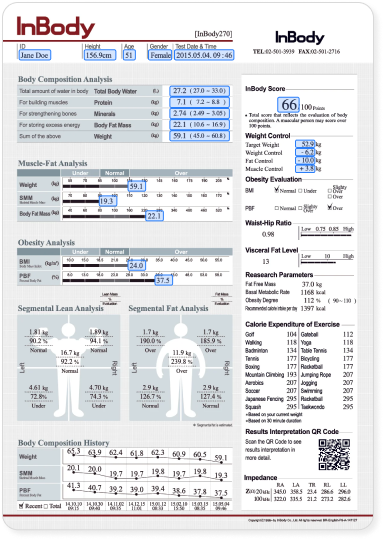 InBody
[InBody270]
InBody
TEL:02-501-3939 FAX:02-501-2716
ID Height Age Gender Test Date & Time
Jane Doe 156.9cm 51 Female 2015.05.04. 09:46
Body Composition Analysis
Total amount of water in body Total Body Water (L) 27.2 ( 27.0 ~ 33.0)
For building muscles Protein (kg) 7.1 ( 7.2 ~ 8.8 )
For strengthening bones Minerals (kg) 2.74 ( 2.49 ~ 3.05)
For storing excess energy Body Fat Mass (kg) 22.1 ( 10.6 ~ 16.9)
Sum of the above Weight (kg) 59.1 ( 45.0 ~ 60.8)
Muscle-Fat Analysis
Under Normal Over
Weight (kg) 59.1
SMM (kg) 19.3
Body Fat Mass (kg) 22.1
Obesity Analysis
Under Normal Over
BMI (kg/m²) 24.0
PBF (%) 37.5
Lean Mass
%
Evaluation
Fat Mass
%
Evaluation
Segmental Lean Analysis
1.81 kg
90.2 %
Normal
1.89 kg
94.1 %
Normal
16.7 kg
92.2 %
Normal
Left
Right
4.61 kg
72.8%
Under
4.70 kg
74.3%
Under
Segmental Fat Analysis
1.7 kg
190.0 %
Over
1.7 kg
185.9 %
Over
11.9 kg
239.8 %
Over
Left
Right
2.9 kg
126.7 %
Normal
2.9 kg
127.4 %
Normal
* Segmental fat is estimated.
Body Composition History
Weight 65.3 63.9 62.4 61.8 62.3 60.9 60.5 59.1
SMM 20.1 20.0 19.7 19.7 19.8 19.8 19.7 19.3
PBF 41.3 40.7 39.2 39.0 39.4 38.6 37.8 37.5
Recent Total
InBody Score
66/100 Points
* Total score that reflects the evaluation of body
composition. A muscular person may score over
100 points.
Weight Control
Target Weight 52.9 kg
Weight Control - 6.2 kg
Fat Control - 10.0 kg
Muscle Control + 3.8 kg
Obesity Evaluation
BMI Normal Under Slightly Over Over
PBF Normal Slightly Over Over
Waist-Hip Ratio
0.98 Low 0.75 0.85 High
Visceral Fat Level
13 Low 10 High
Reasearch Parameters
Fat Free Mass 37.0 kg
Basal Metabolic Rate 1168 kcal
Obesity Degree 112 % ( 90~110 )
Recommended calorie intake per day 1397 kcal
Calorie Expenditure of Exercise
Golf 104 Gateball 112
Walking 118 Yoga 118
Badminton 134 Table Tennis 134
Tennis 177 Bicycling 177
Boxing 177 Basketball 177
Mountain Climbing 193 Jumping Rope 207
Aerobics 207 Jogging 207
Soccer 207 Swimming 207
Japanese Fencing 295 Racketball 295
Squash 295 Taekwondo 295
*Based on your current weight
*Based on 30 minute duration
Results Interpretation QR Code
Scan the QR Code to see
results interpretation in
more detail.
Impedance
RA LA TR RL LL
Z(Ω) 20 kHz 345.0 358.5 23.4 286.6 296.0
100 kHz 322.0 335.5 21.2 273.2 282.6